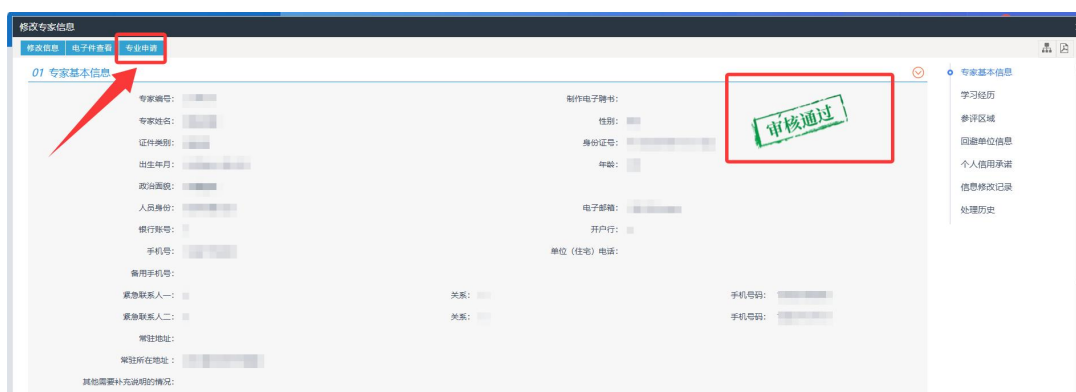 修改专家信息
修改信息 电子件查看 专业申请
01 专家基本信息
专家编号: 制作电子聘书:
专家姓名: 性别:
证件类别: 身份证号:
出生年月: 年龄:
政治面貌:
人员身份: 电子邮箱:
银行账号: 开户行:
手机号: 单位（住宅）电话:
备用手机号:
紧急联系人一: 关系: 手机号码:
紧急联系人二: 关系: 手机号码:
常驻地址:
常驻所在地址：
其他需要补充说明的情况:
审核通过
专家基本信息
学习经历
参评区域
回避单位信息
个人信用承诺
信息修改记录
处理历史